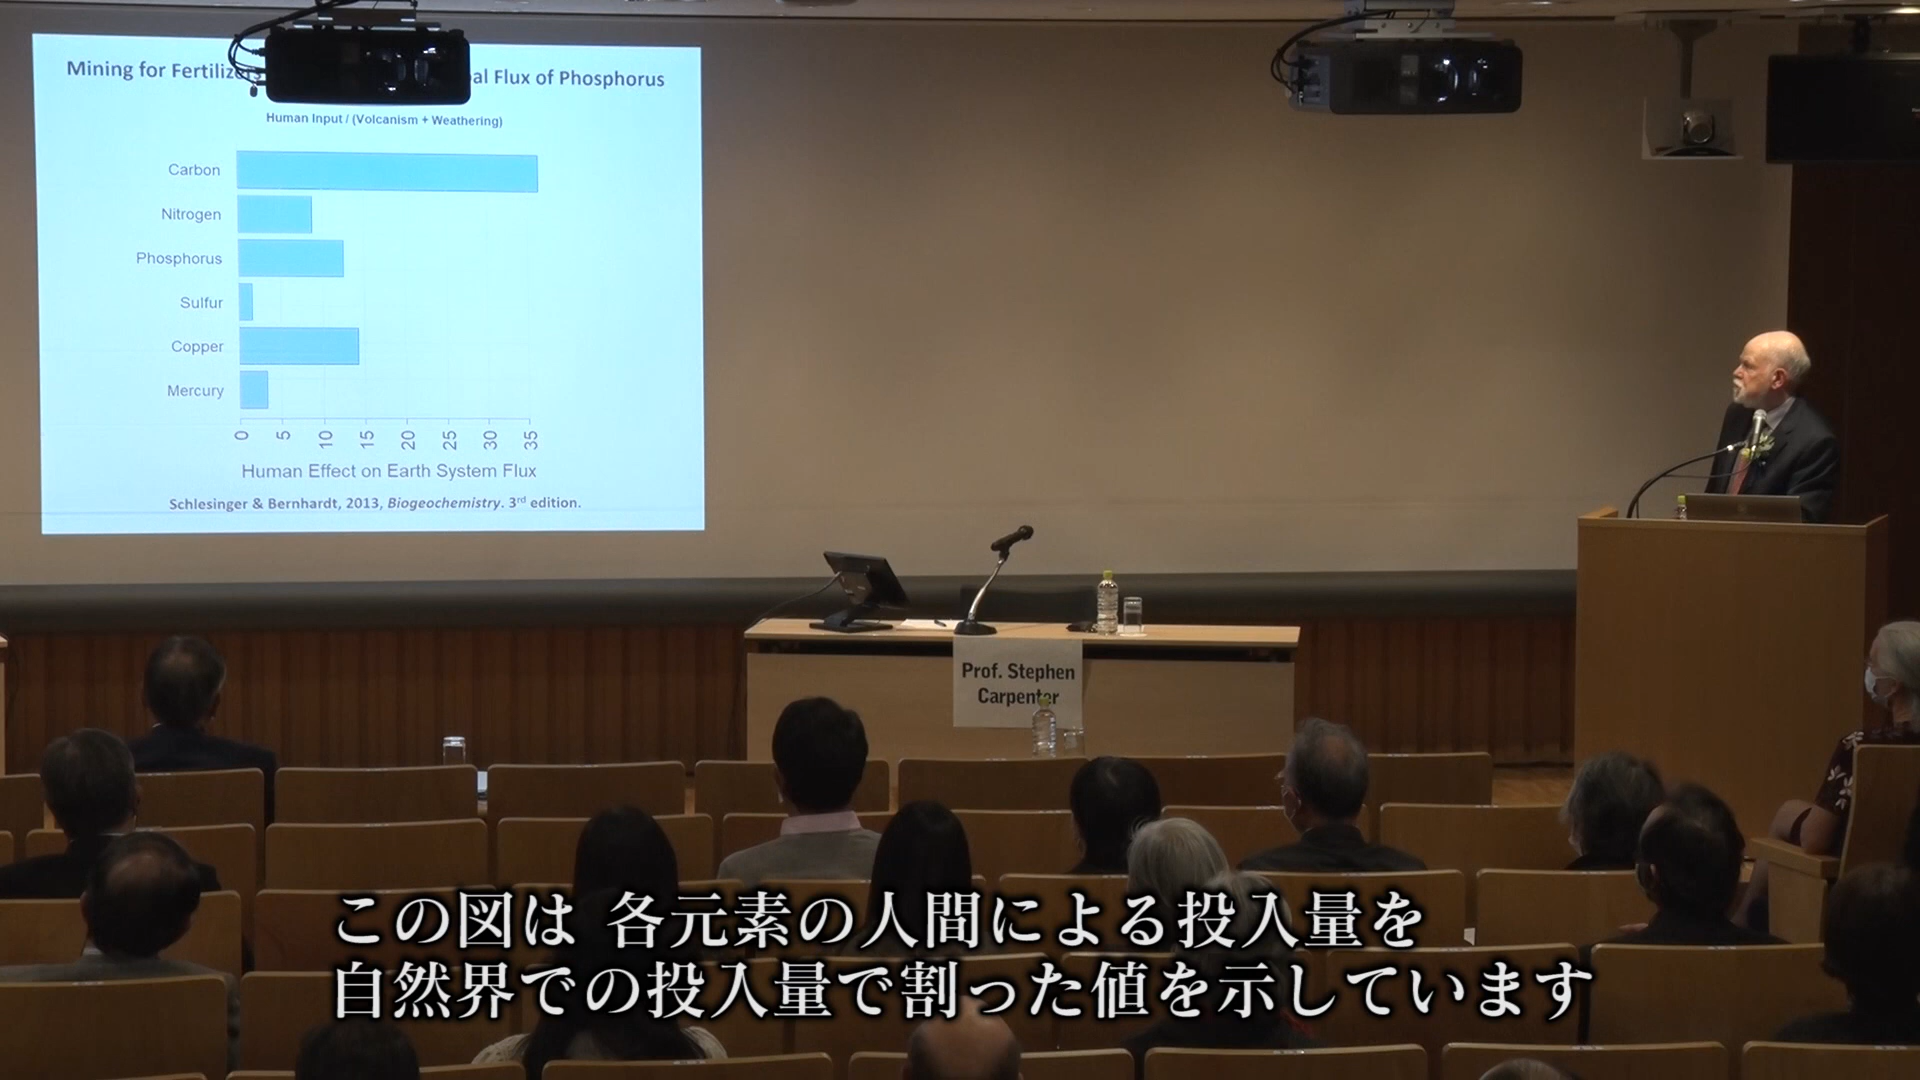 Mining for Fertilizers al Flux of Phosphorus
Human Input / (Volcanism + Weathering)
Carbon
Nitrogen
Phosphorus
Sulfur
Copper
Mercury
0 5 10 15 20 25 30 35
Human Effect on Earth System Flux
Schlesinger & Bernhardt, 2013, Biogeochemistry. 3rd edition.
Prof. Stephen
Carpenter
この図は 各元素の人間による投入量を
自然界での投入量で割った値を示しています